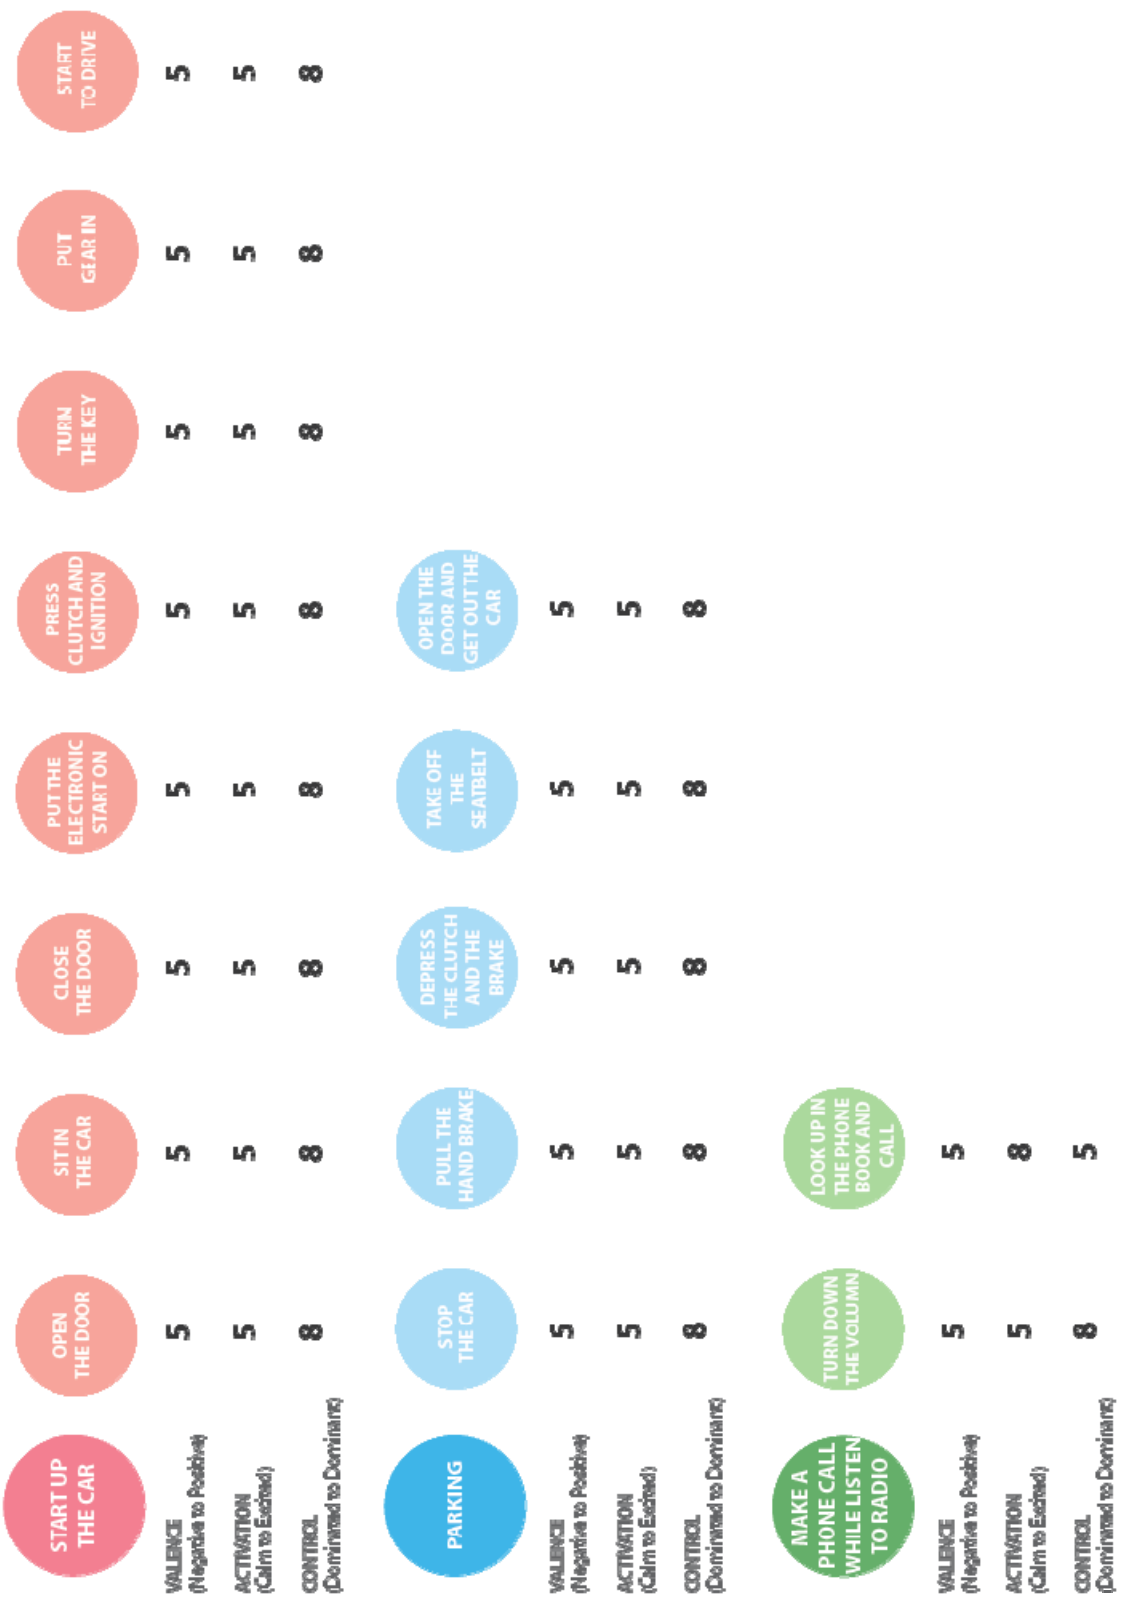 START UP
THE CAR
OPEN
THE DOOR
SIT IN
THE CAR
CLOSE
THE DOOR
PUT THE
ELECTRONIC
START ON
PRESS
CLUTCH AND
IGNITION
TURN
THE KEY
PUT
GEAR IN
START
TO DRIVE
VALENCE
(Negative to Positive)
5 5 5 5 5 5 5 5
ACTIVATION
(Calm to Excited)
5 5 5 5 5 5 5 5
CONTROL
(Dominated to Dominant)
8 8 8 8 8 8 8 8
PARKING
STOP
THE CAR
PULL THE
HAND BRAKE
DEPRESS
THE CLUTCH
AND THE
BRAKE
TAKE OFF
THE
SEATBELT
OPEN THE
DOOR AND
GET OUT THE
CAR
VALENCE
(Negative to Positive)
5 5 5 5 5
ACTIVATION
(Calm to Excited)
5 5 5 5 5
CONTROL
(Dominated to Dominant)
8 8 8 8 8
MAKE A
PHONE CALL
WHILE LISTEN
TO RADIO
TURN DOWN
THE VOLUMN
LOOK UP IN
THE PHONE
BOOK AND
CALL
VALENCE
(Negative to Positive)
5 5
ACTIVATION
(Calm to Excited)
5 8
CONTROL
(Dominated to Dominant)
8 5